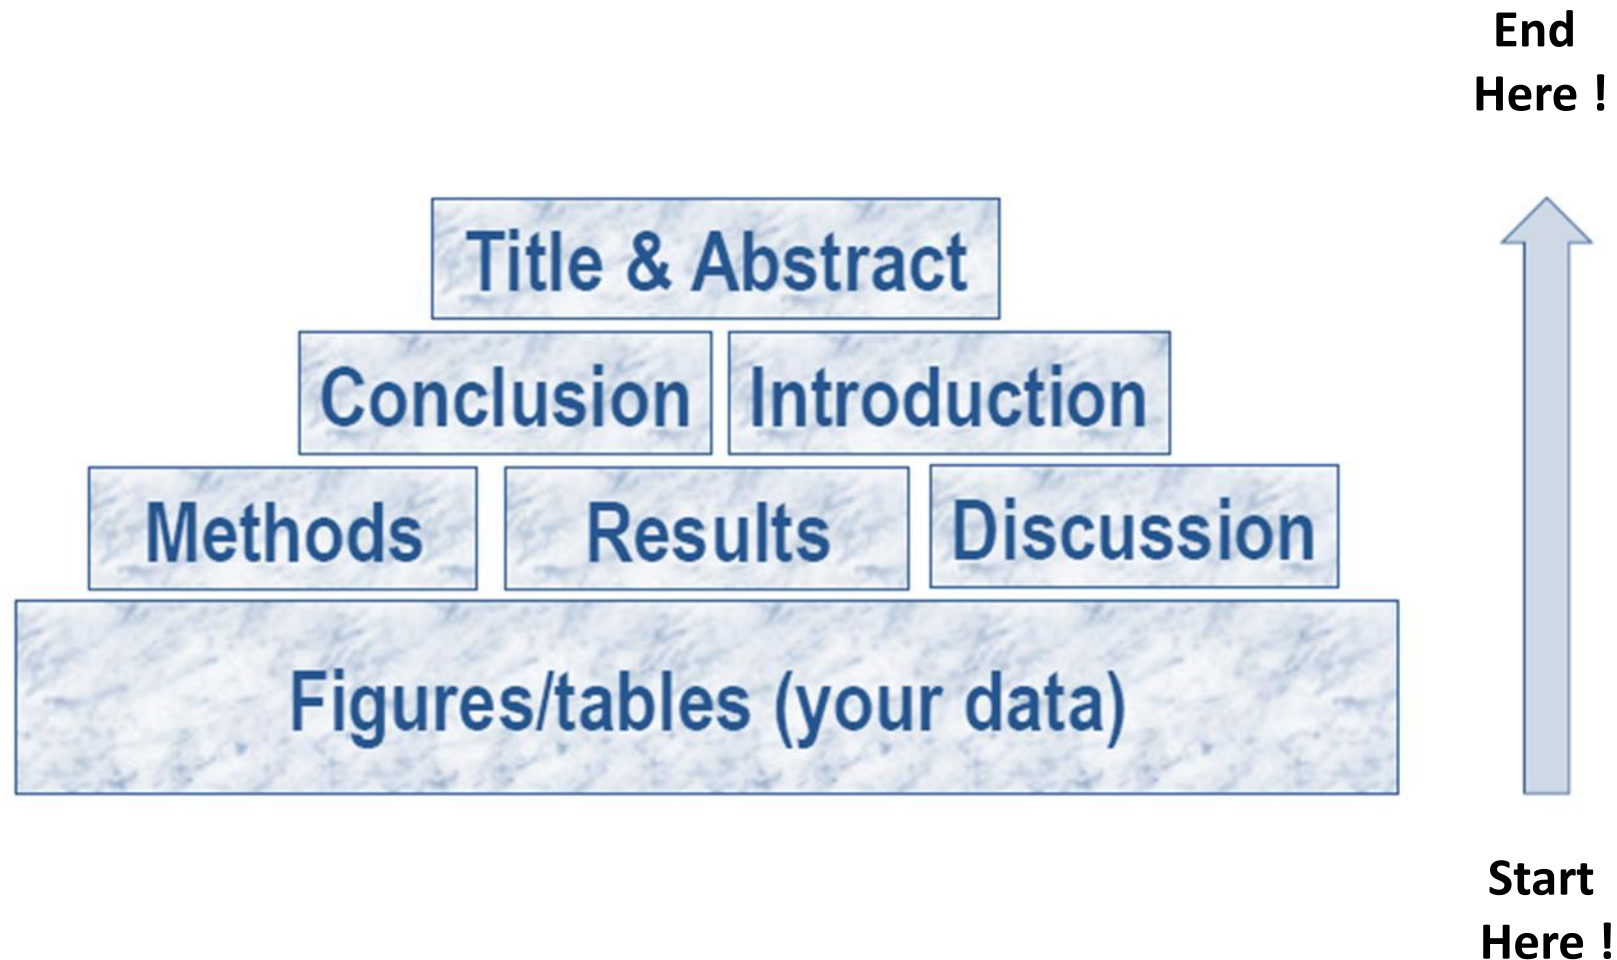 End
Here !
Title & Abstract
Conclusion
Introduction
Methods
Results
Discussion
Figures/tables (your data)
Start
Here !